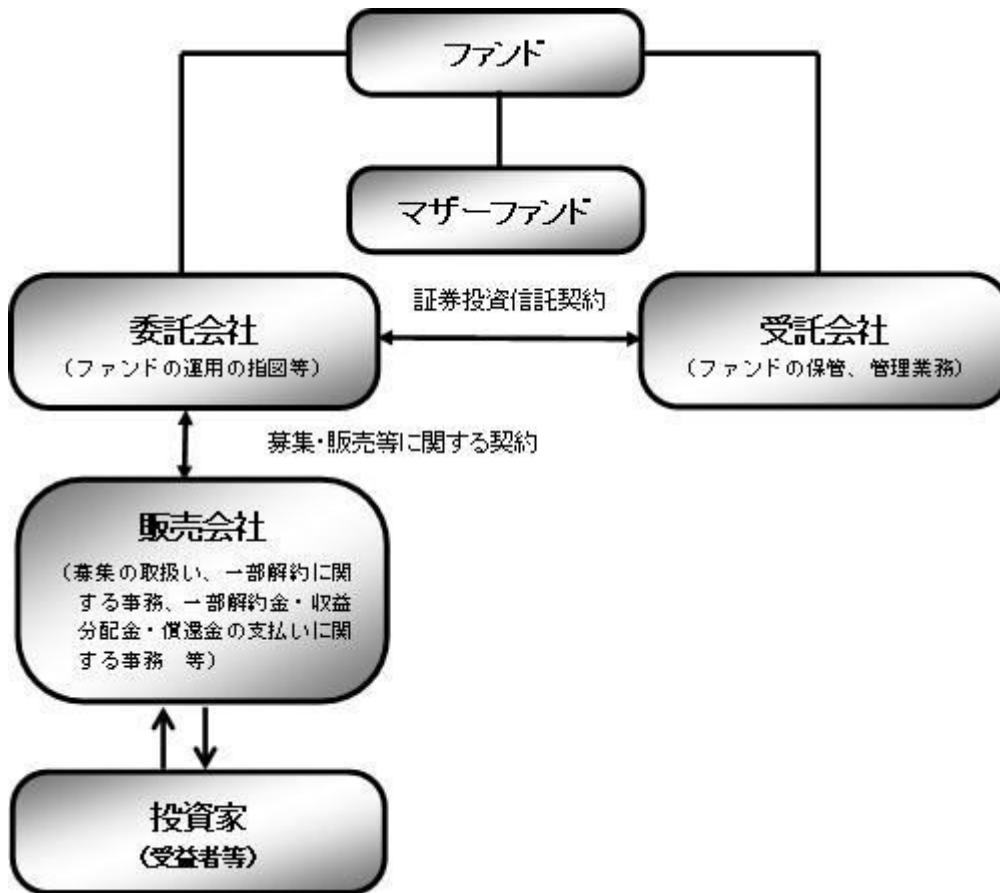 ファンド
マザーファンド
証券投資信託契約
委託会社
（ファンドの運用の指図等）
受託会社
（ファンドの保管、管理業務）
募集・販売等に関する契約
販売会社
（募集の取扱い、一部解約に関
する事務、一部解約金・収益
分配金・償還金の支払いに関
する事務　等）
投資家
（受益者等）